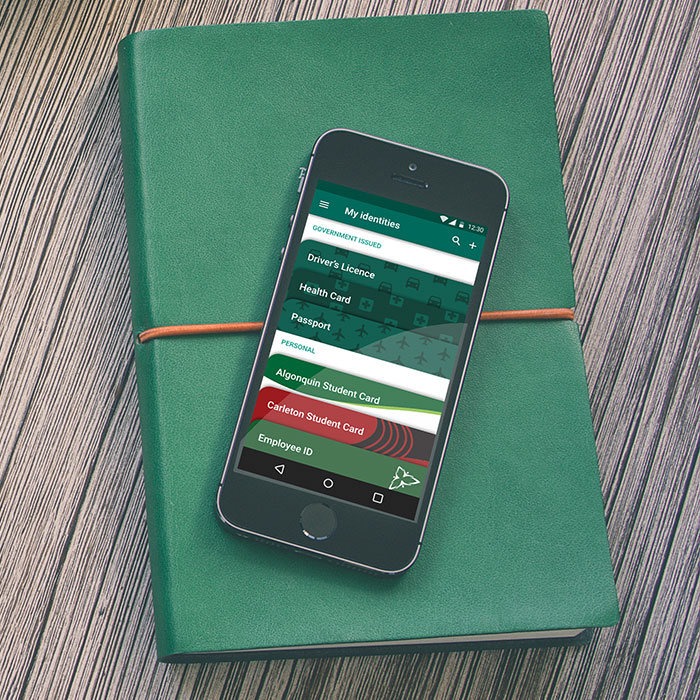 12.30
My identities
GOVERNMENT ISSUED
Driver's Licence
Health Card
Passport
PERSONAL
Algonquin Student Card
Carleton Student Card
Employee ID